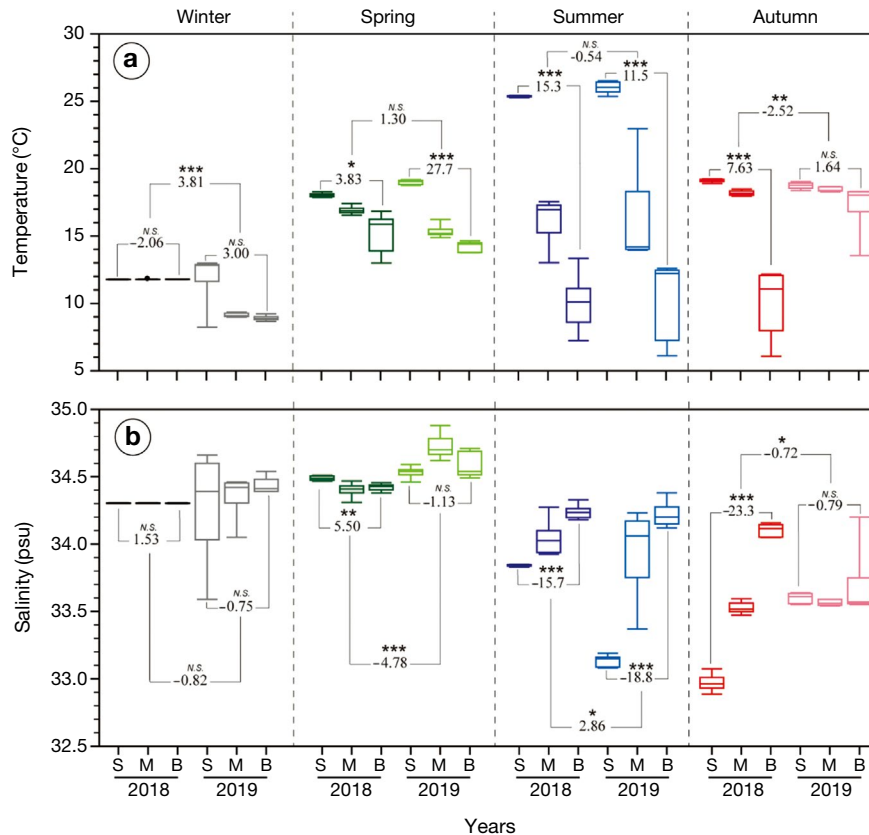 Winter Spring Summer Autumn
a
Temperature (°C)
30
25
20
15
10
5
N.S.
−2.06
***
3.81
N.S.
3.00
*
3.83
N.S.
1.30
***
27.7
***
15.3
N.S.
−0.54
***
11.5
***
7.63
**
−2.52
N.S.
1.64
b
Salinity (psu)
35.0
34.5
34.0
33.5
33.0
32.5
N.S.
1.53
N.S.
−0.75
N.S.
−0.82
**
5.50
N.S.
−1.13
***
−4.78
***
−15.7
***
−18.8
*
2.86
***
−23.3
*
−0.72
N.S.
−0.79
S M B S M B S M B S M B S M B S M B S M B S M B
2018 2019 2018 2019 2018 2019 2018 2019
Years